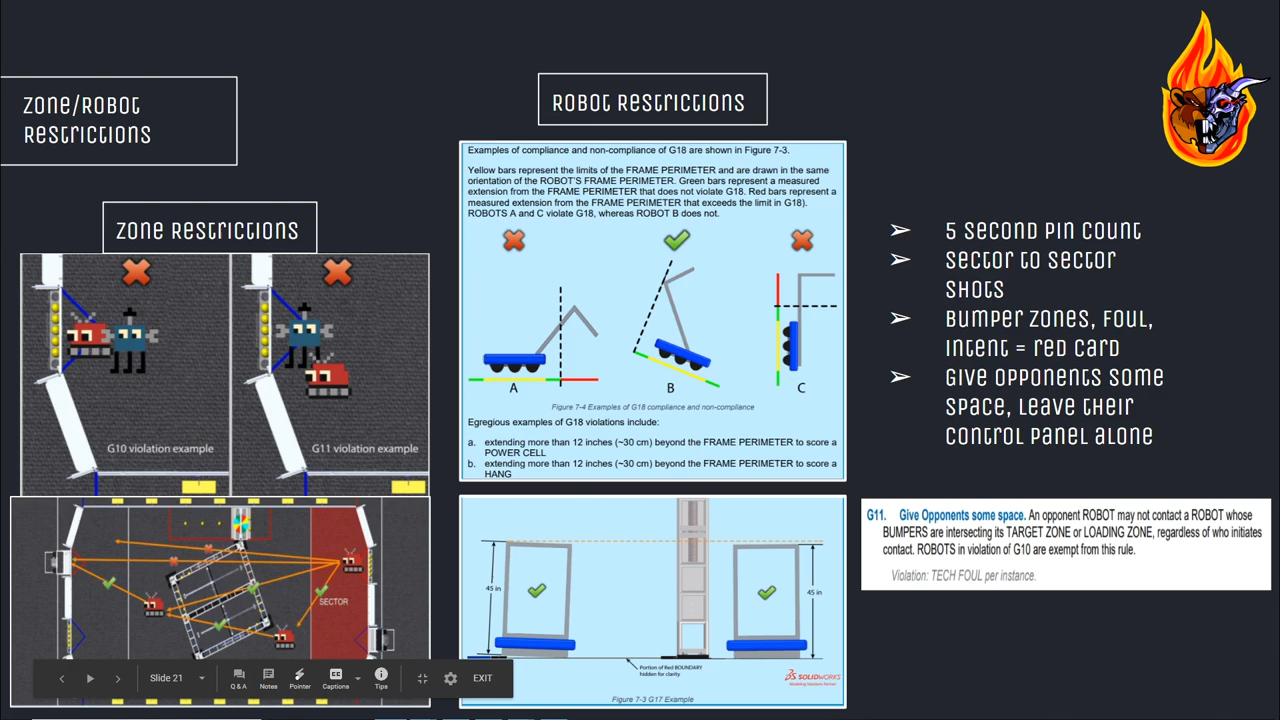 Zone/Robot
Restrictions
Robot Restrictions
Zone Restrictions
G10 violation example
G11 violation example
SECTOR
Examples of compliance and non-compliance of G18 are shown in Figure 7-3.
Yellow bars represent the limits of the FRAME PERIMETER and are drawn in the same
orientation of the ROBOT'S FRAME PERIMETER. Green bars represent a measured
extension from the FRAME PERIMETER that does not violate G18. Red bars represent a
measured extension from the FRAME PERIMETER that exceeds the limit in G18).
ROBOTS A and C violate G18, whereas ROBOT B does not.
A
B
C
Figure 7-4 Examples of G18 compliance and non-compliance
Egregious examples of G18 violations include:
a. extending more than 12 inches (~30 cm) beyond the FRAME PERIMETER to score a
POWER CELL
b. extending more than 12 inches (~30 cm) beyond the FRAME PERIMETER to score a
HANG
45 in
45 in
Portion of Red BOUNDARY
hidden for clarity.
SOLIDWORKS
Figure 7-3 G17 Example
➢ 5 second pin count
➢ Sector to sector
shots
➢ Bumper zones, foul,
intent = red card
➢ Give opponents some
space, leave their
control panel alone
G11. Give Opponents some space. An opponent ROBOT may not contact a ROBOT whose
BUMPERS are intersecting its TARGET ZONE or LOADING ZONE, regardless of who initiates
contact. ROBOTS in violation of G10 are exempt from this rule.
Violation: TECH FOUL per instance.
Slide 21
Q & A
Notes
Pointer
Captions
Tips
EXIT